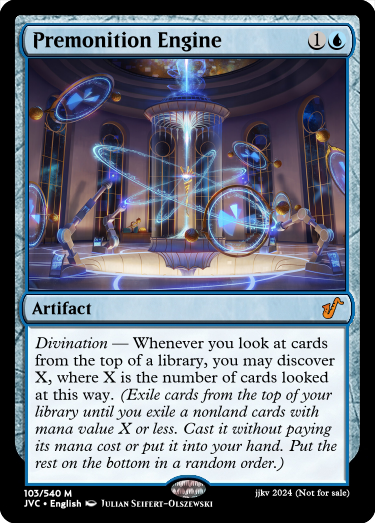 Premonition Engine 1
Artifact
Divination — Whenever you look at cards
from the top of a library, you may discover
X, where X is the number of cards looked
at this way. (Exile cards from the top of your
library until you exile a nonland cards with
mana value X or less. Cast it without paying
its mana cost or put it into your hand. Put the
rest on the bottom in a random order.)
103/540 M
jjkv 2024 (Not for sale)
JVC • English Julian Seifert-Olszewski